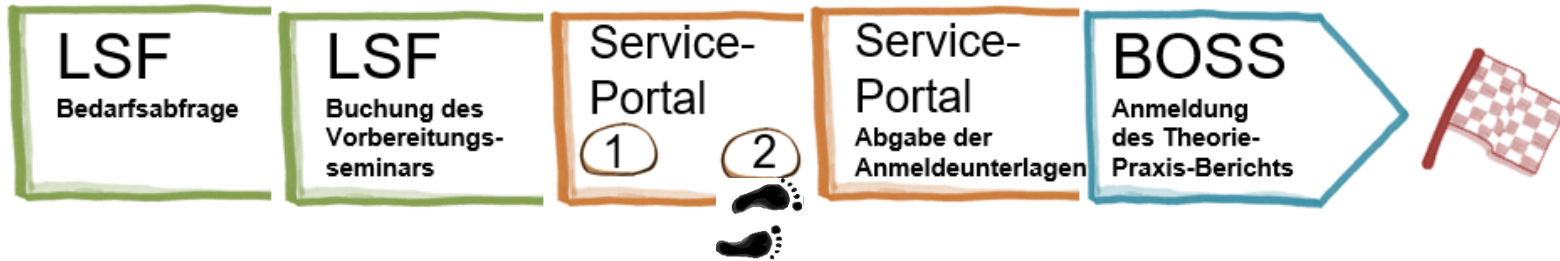 LSF
Bedarfsabfrage
LSF
Buchung des
Vorbereitungs-
seminars
Service-
Portal
1 2
Service-
Portal
Abgabe der
Anmeldeunterlagen
BOSS
Anmeldung
des Theorie-
Praxis-Berichts